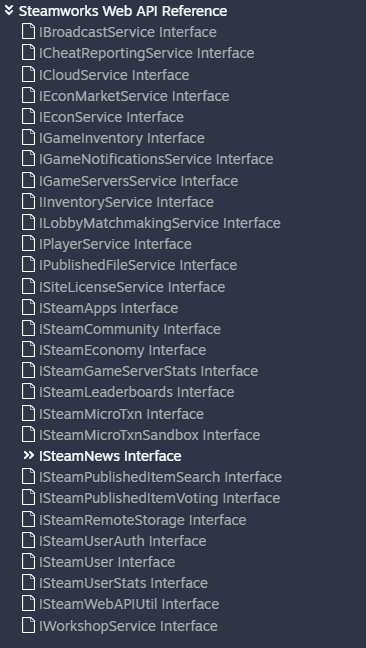 Steamworks Web API Reference
IBroadcastService Interface
ICheatReportingService Interface
ICloudService Interface
IEconMarketService Interface
IEconService Interface
IGameInventory Interface
IGameNotificationsService Interface
IGameServersService Interface
IInventoryService Interface
ILobbyMatchmakingService Interface
IPlayerService Interface
IPublishedFileService Interface
ISiteLicenseService Interface
ISteamApps Interface
ISteamCommunity Interface
ISteamEconomy Interface
ISteamGameServerStats Interface
ISteamLeaderboards Interface
ISteamMicroTxn Interface
ISteamMicroTxnSandbox Interface
ISteamNews Interface
ISteamPublishedItemSearch Interface
ISteamPublishedItemVoting Interface
ISteamRemoteStorage Interface
ISteamUserAuth Interface
ISteamUser Interface
ISteamUserStats Interface
ISteamWebAPIUtil Interface
IWorkshopService Interface